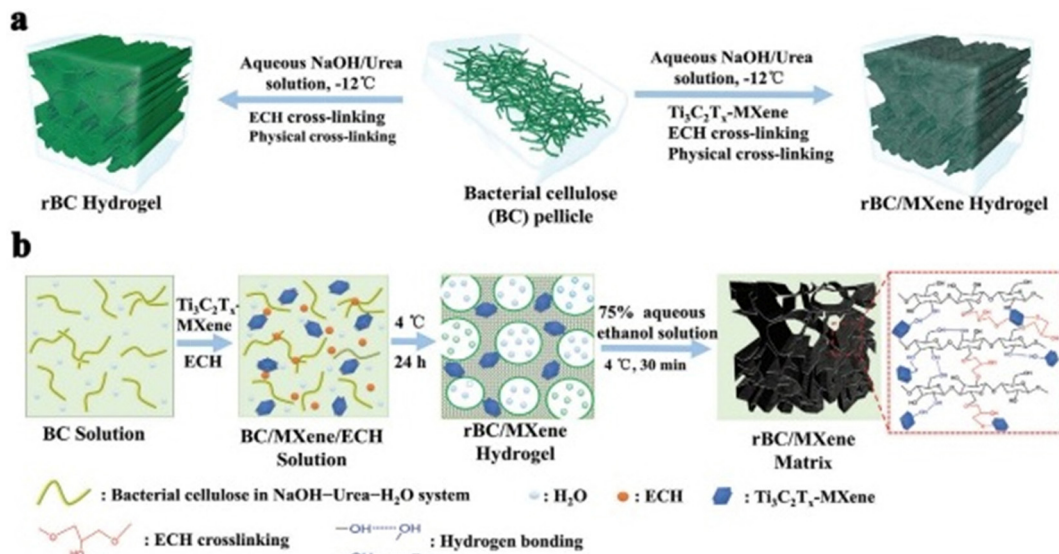 a
Aqueous NaOH/Urea
solution, -12℃
ECH cross-linking
Physical cross-linking
Aqueous NaOH/Urea
solution, -12℃
Ti₃C₂Tₓ-MXene
ECH cross-linking
Physical cross-linking
rBC Hydrogel
Bacterial cellulose
(BC) pellicle
rBC/MXene Hydrogel
b
Ti₃C₂Tₓ-
MXene
ECH
4 ℃
24 h
75% aqueous
ethanol solution
4 ℃, 30 min
BC Solution
BC/MXene/ECH
Solution
rBC/MXene
Hydrogel
rBC/MXene
Matrix
: Bacterial cellulose in NaOH−Urea−H₂O system
: H₂O
: ECH
: Ti₃C₂Tₓ-MXene
: ECH crosslinking
: Hydrogen bonding